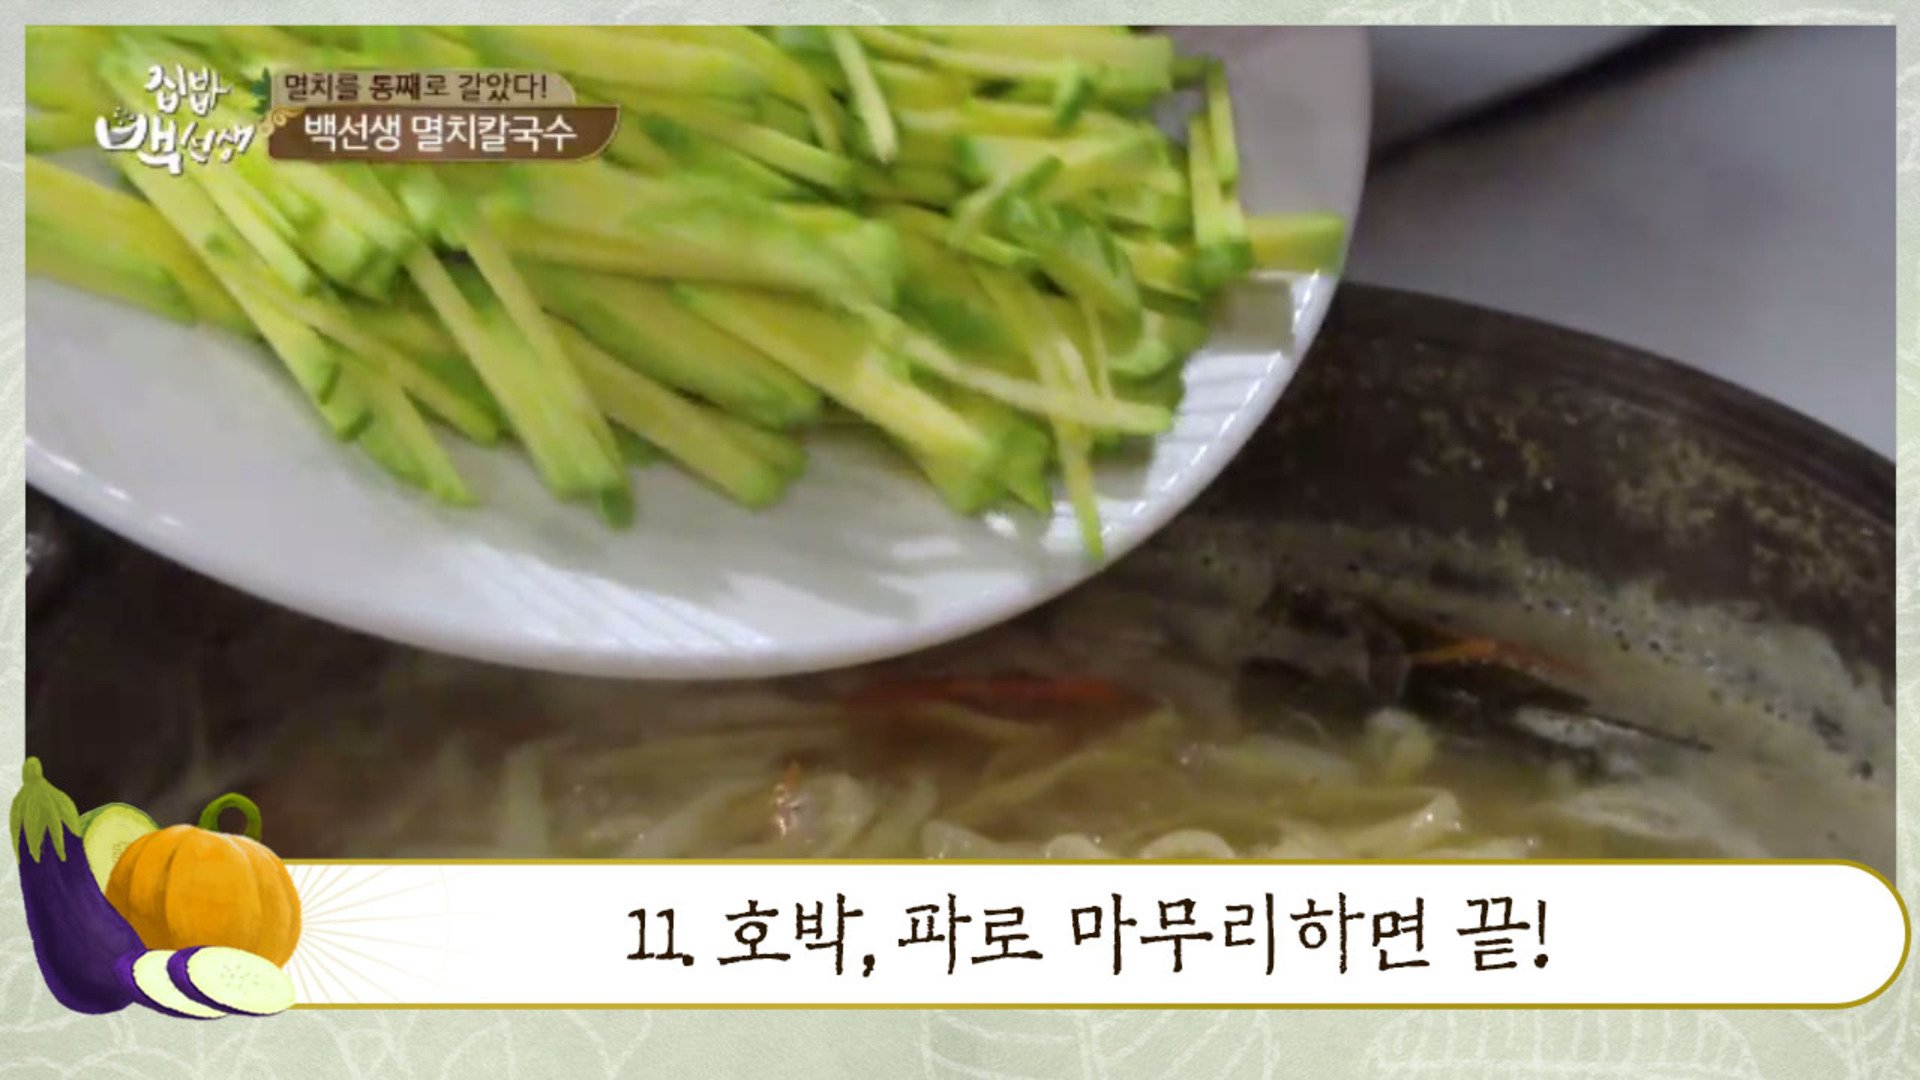 집밥
백선생
멸치를 통째로 갈았다!
백선생 멸치칼국수
11. 호박, 파로 마무리하면 끝!